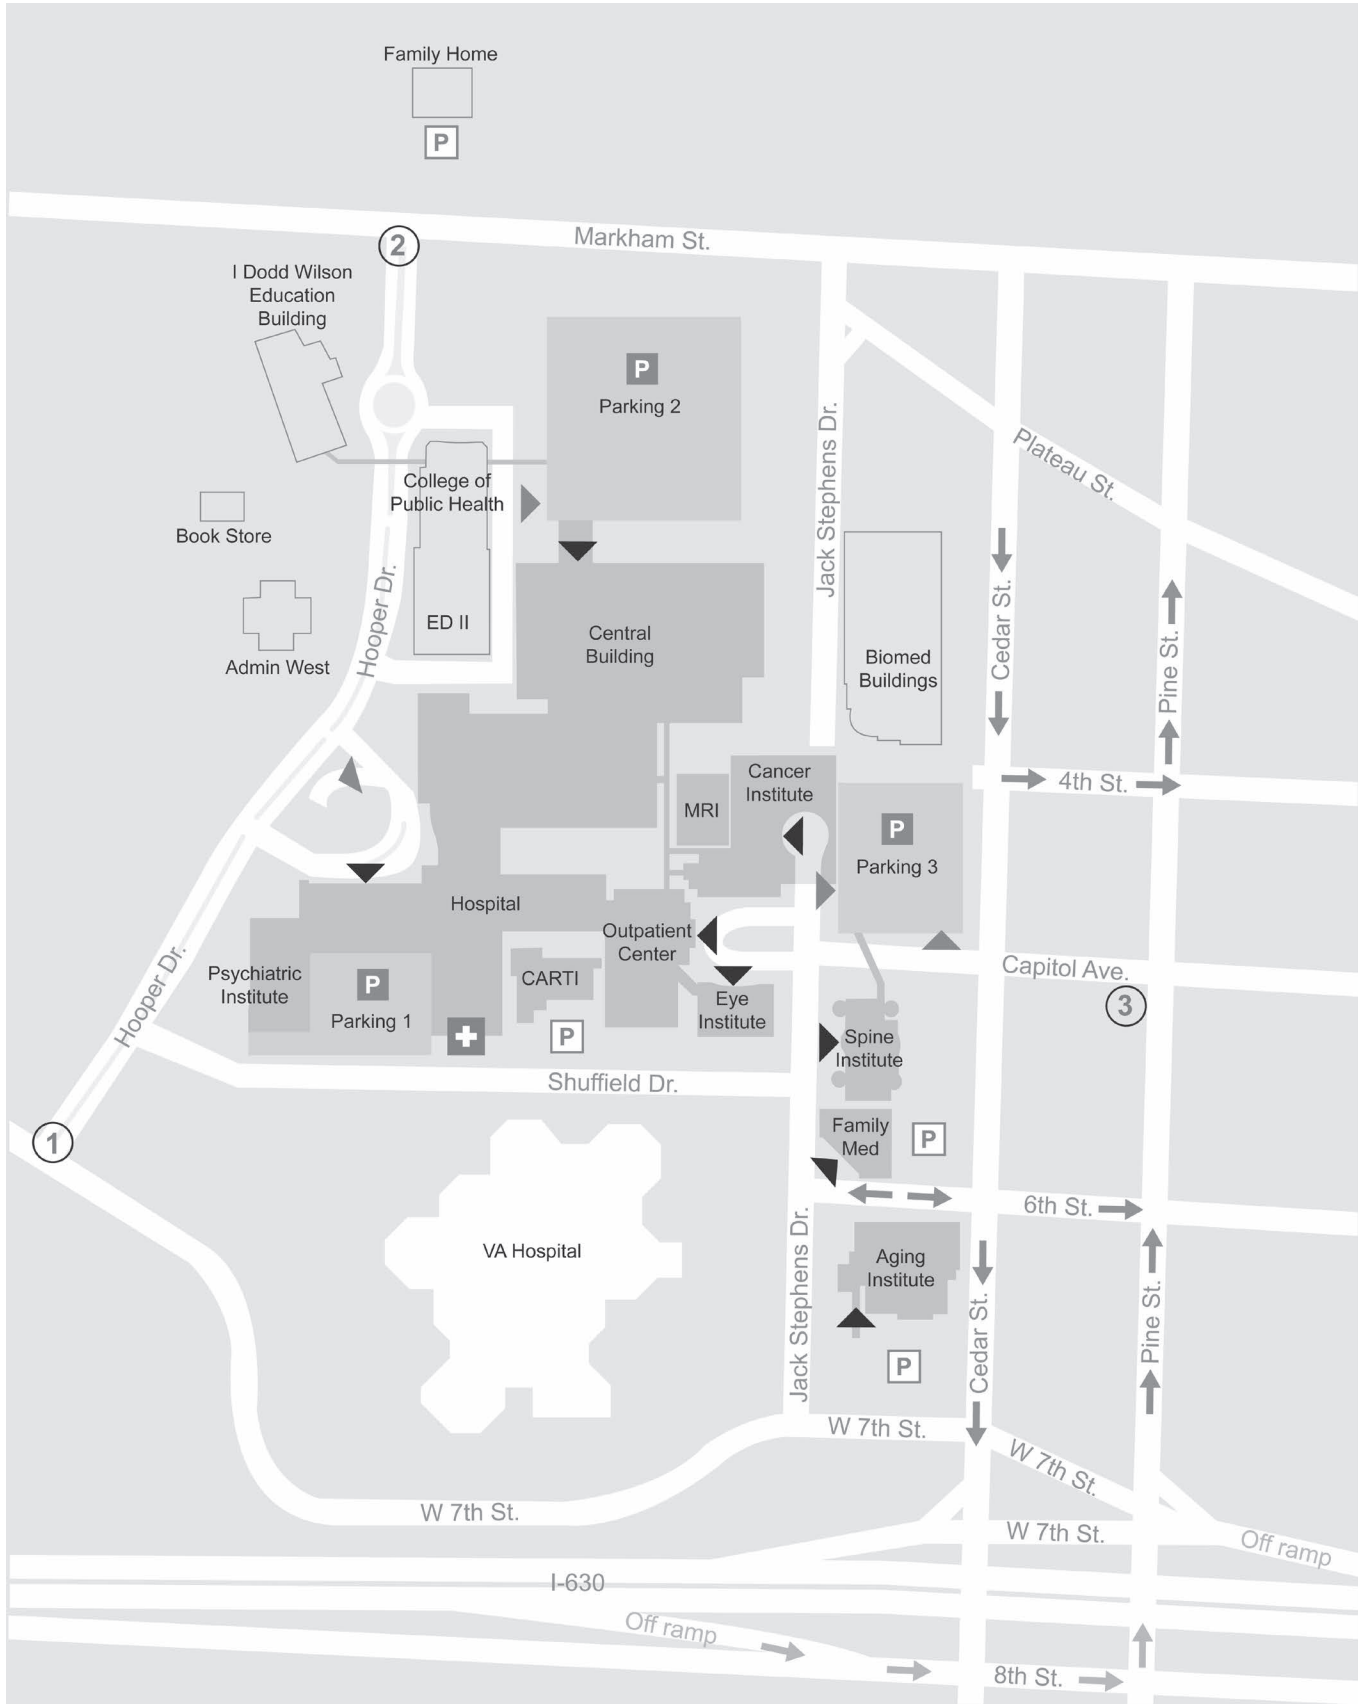 Family Home
P
Markham St.
2
I Dodd Wilson
Education
Building
P
Parking 2
Jack Stephens Dr.
Plateau St.
College of
Public Health
Book Store
Hooper Dr.
ED II
Admin West
Central
Building
Biomed
Buildings
Cedar St.
Pine St.
4th St.
Cancer
Institute
MRI
P
Parking 3
Hospital
Outpatient
Center
Capitol Ave.
3
Psychiatric
Institute
P
Parking 1
CARTI
P
Eye
Institute
Spine
Institute
Hooper Dr.
Shuffield Dr.
1
Family
Med
P
6th St.
VA Hospital
Aging
Institute
P
Jack Stephens Dr.
Cedar St.
Pine St.
W 7th St.
W 7th St.
W 7th St.
W 7th St.
Off ramp
I-630
Off ramp
8th St.